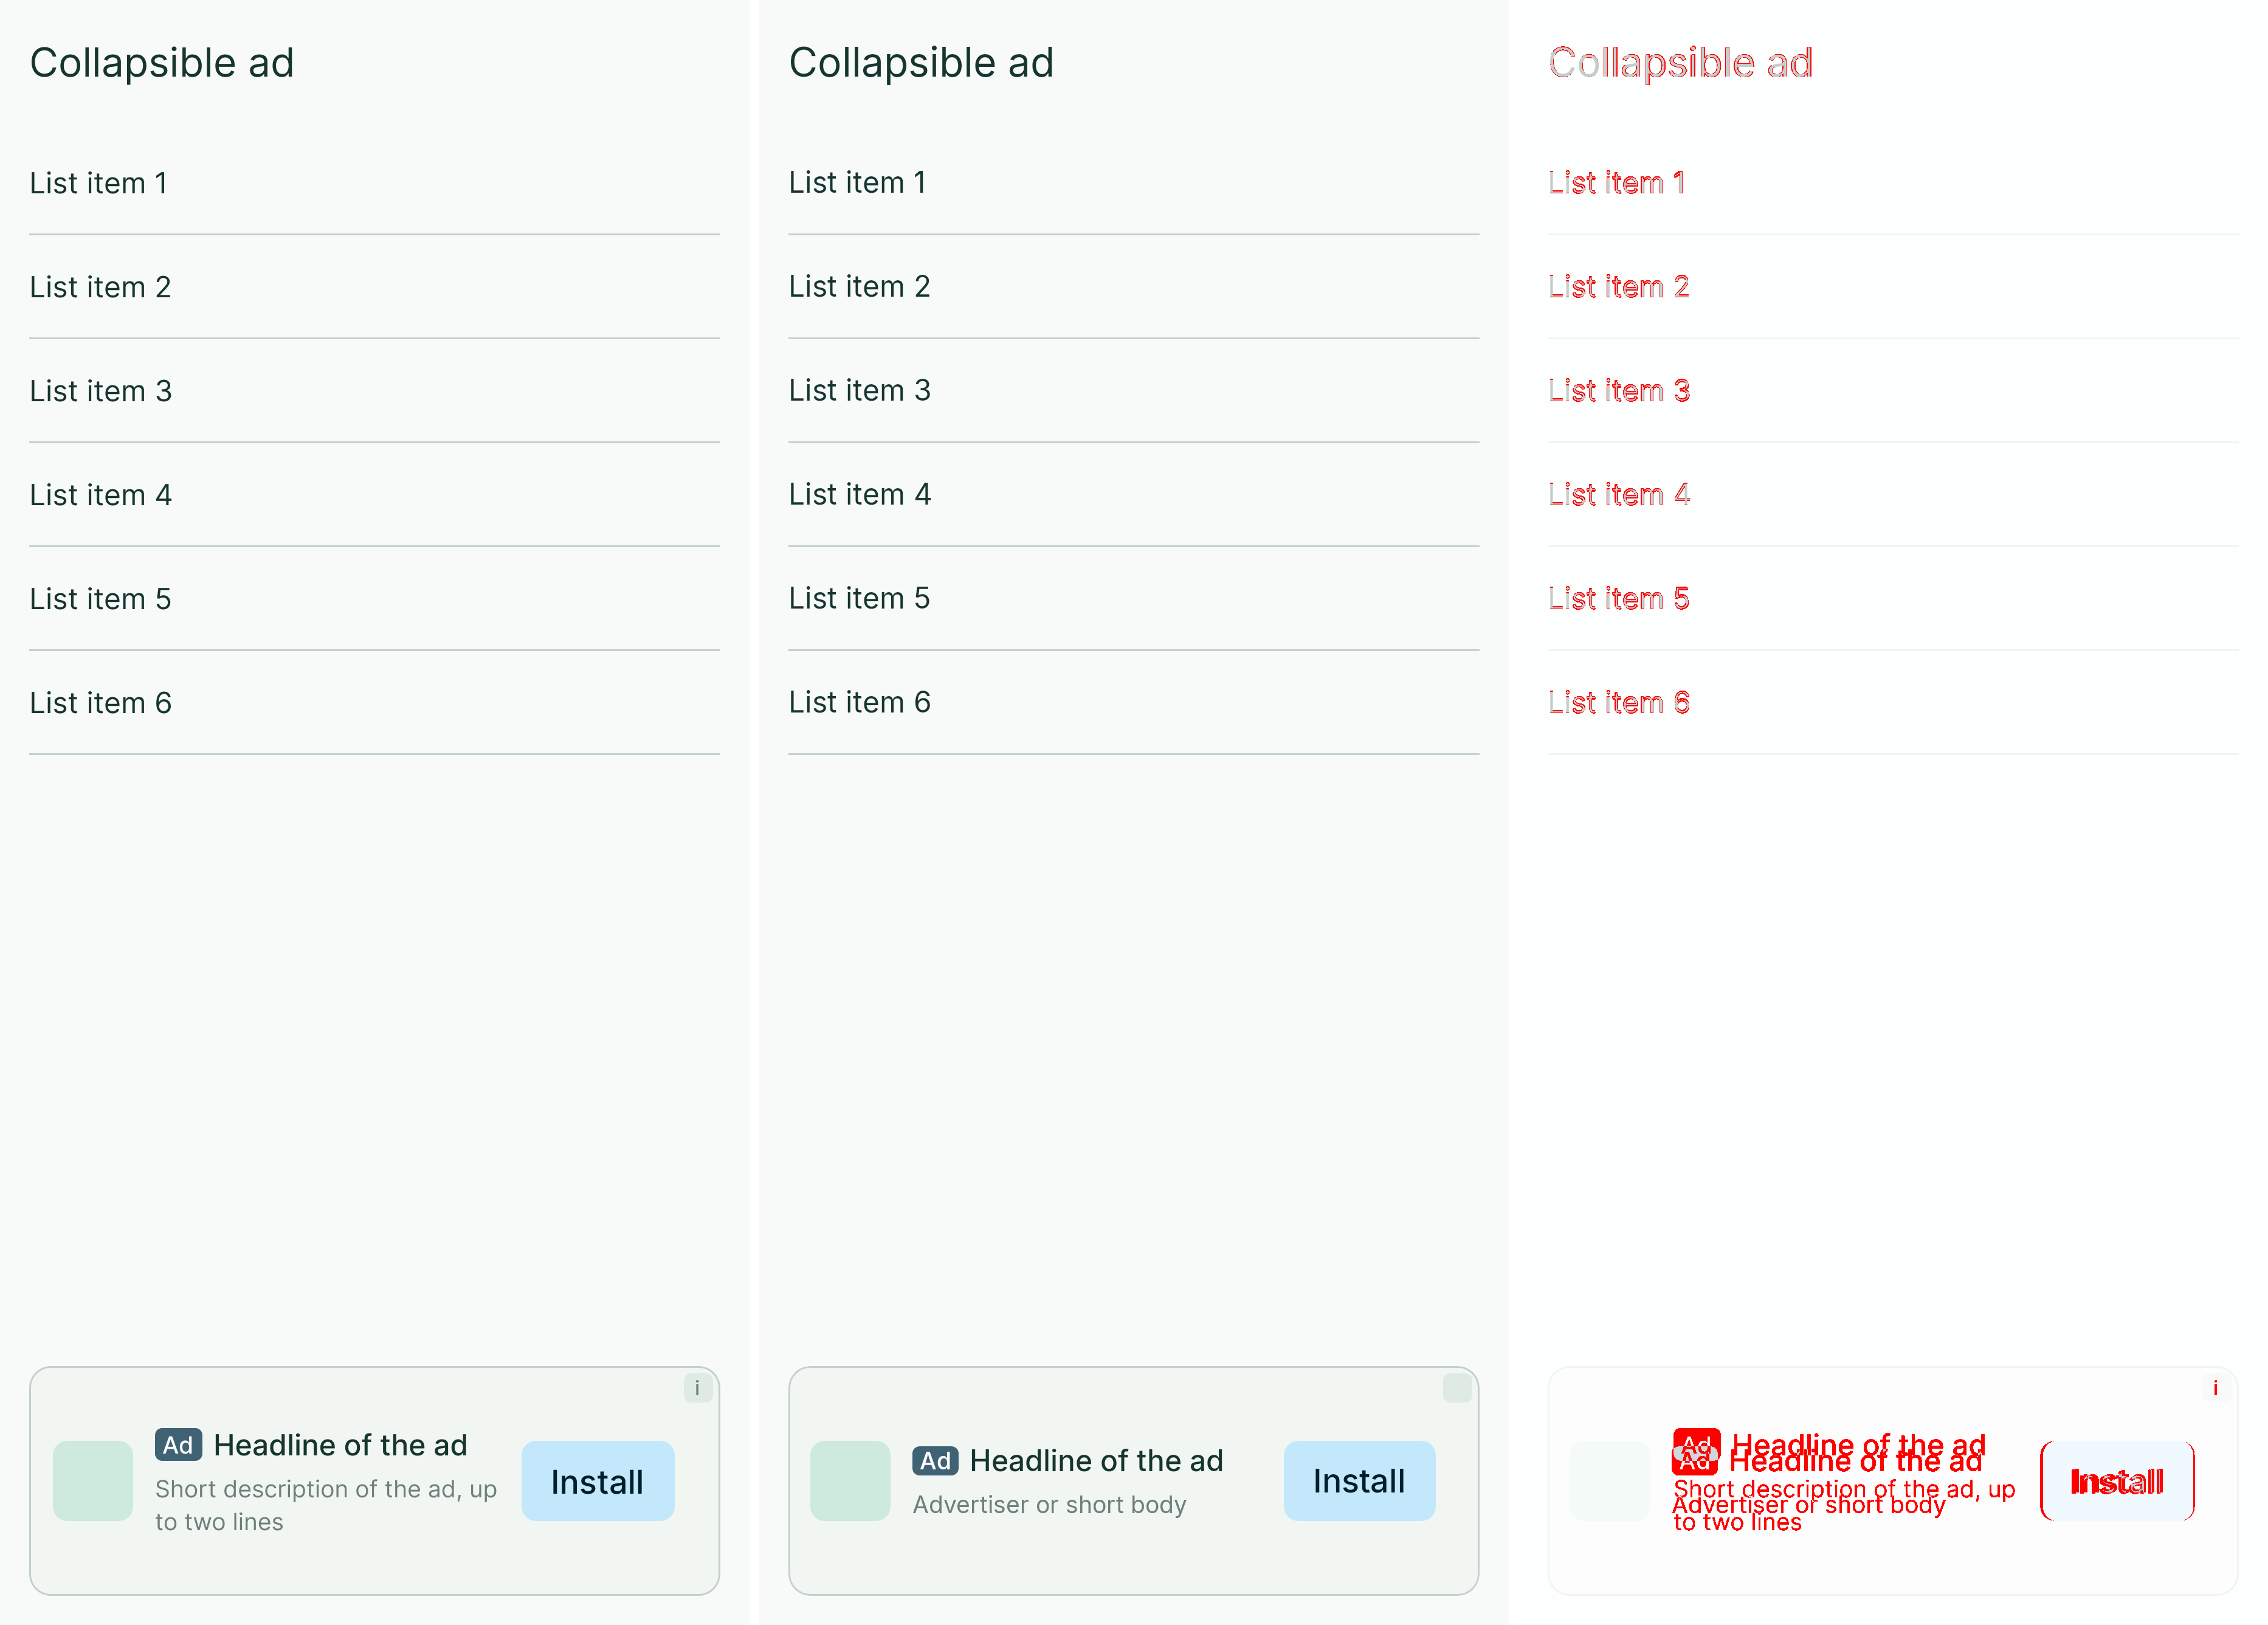 Collapsible ad
List item 1
List item 2
List item 3
List item 4
List item 5
List item 6
i
Ad Headline of the ad
Short description of the ad, up
to two lines
Install
Collapsible ad
List item 1
List item 2
List item 3
List item 4
List item 5
List item 6
Ad Headline of the ad
Advertiser or short body
Install
Collapsible ad
List item 1
List item 2
List item 3
List item 4
List item 5
List item 6
i
Ad Headline of the ad
Ad Headline of the ad
Short description of the ad, up
Advertiser or short body
to two lines
Install